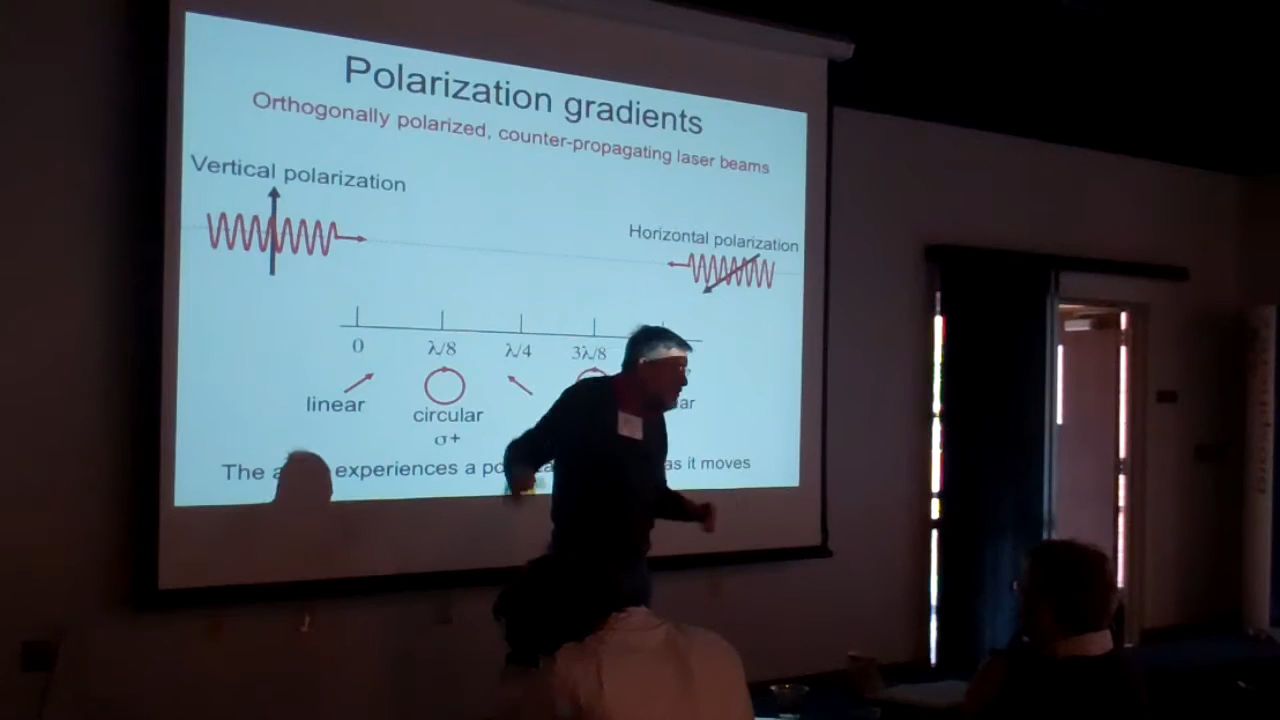 Polarization gradients
Orthogonally polarized, counter-propagating laser beams
Vertical polarization
Horizontal polarization
0 λ/8 λ/4 3λ/8
linear
circular
σ+
The experiences a as it moves